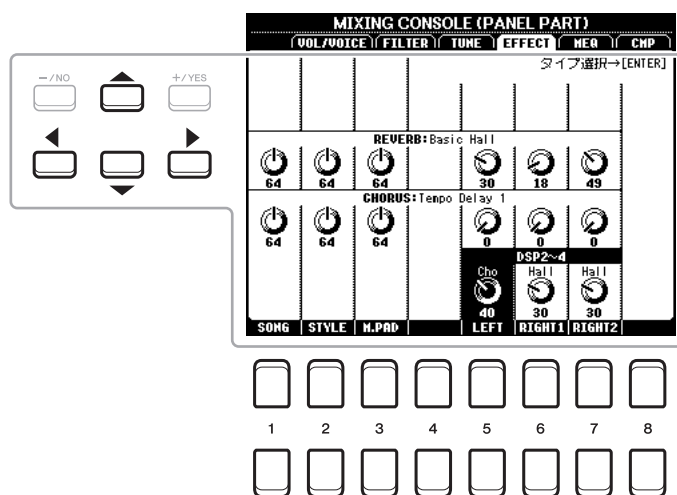 MIXING CONSOLE (PANEL PART)
VOL/VOICE FILTER TUNE EFFECT MEQ CMP
タイプ選択→[ENTER]
−/NO +/YES
REVERB:Basic Hall
64 64 64 30 18 49
CHORUS:Tempo Delay 1
64 64 64 0 0 0
DSP2~4
Cho Hall Hall
40 30 30
SONG STYLE M.PAD LEFT RIGHT1 RIGHT2
1 2 3 4 5 6 7 8